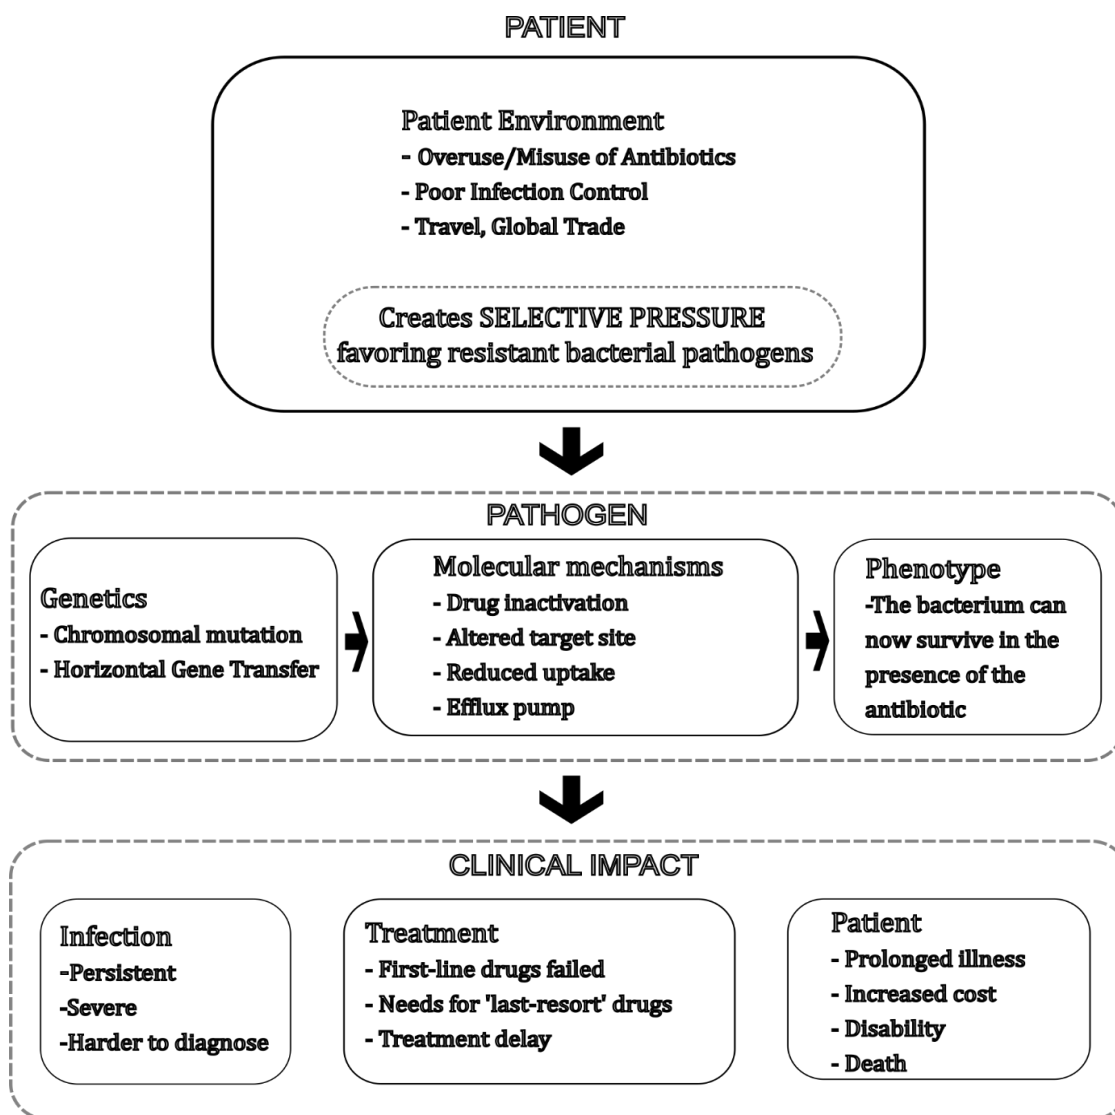 PATIENT
Patient Environment
- Overuse/Misuse of Antibiotics
- Poor Infection Control
- Travel, Global Trade
Creates SELECTIVE PRESSURE
favoring resistant bacterial pathogens
PATHOGEN
Genetics
- Chromosomal mutation
- Horizontal Gene Transfer
Molecular mechanisms
- Drug inactivation
- Altered target site
- Reduced uptake
- Efflux pump
Phenotype
-The bacterium can
now survive in the
presence of the
antibiotic
CLINICAL IMPACT
Infection
-Persistent
-Severe
-Harder to diagnose
Treatment
- First-line drugs failed
- Needs for 'last-resort' drugs
- Treatment delay
Patient
- Prolonged illness
- Increased cost
- Disability
- Death